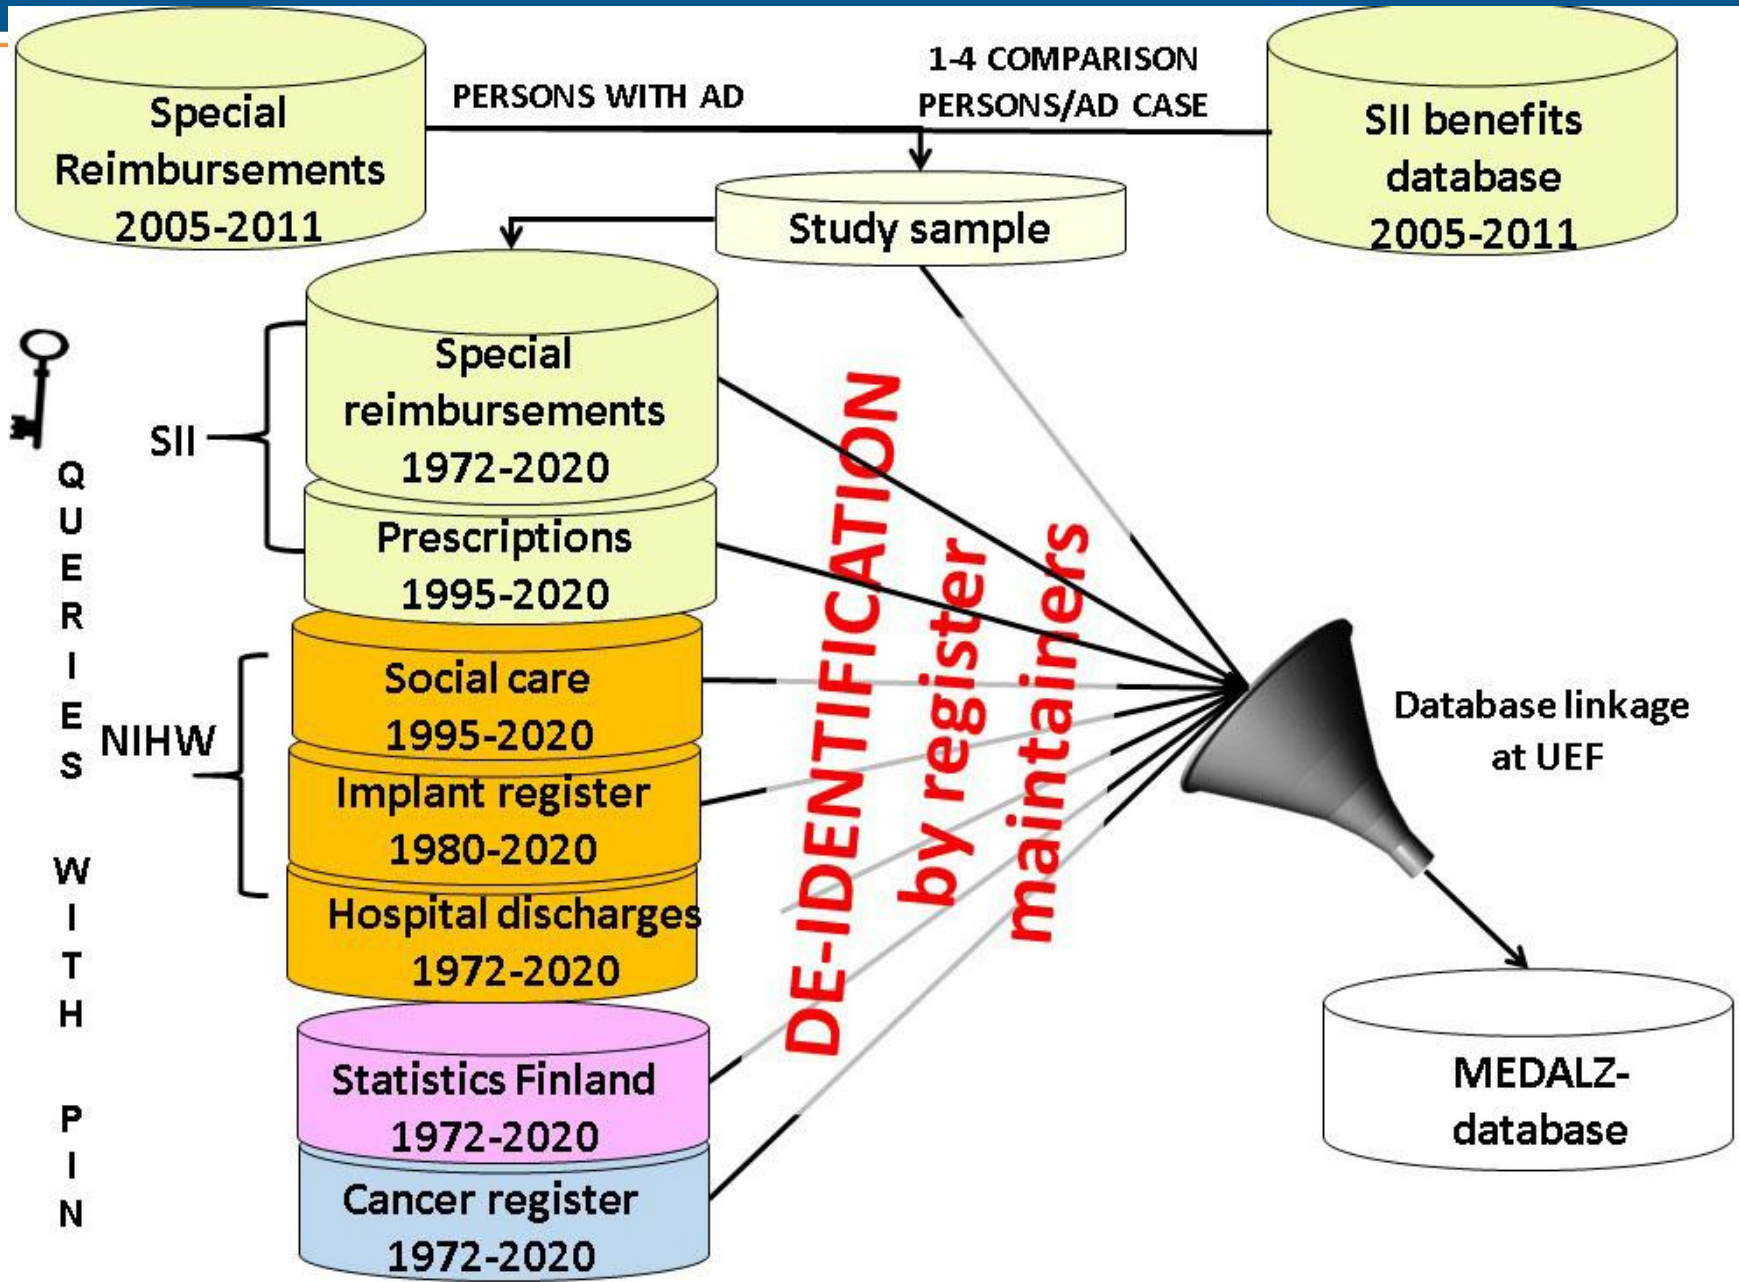 Special
Reimbursements
2005-2011
PERSONS WITH AD
1-4 COMPARISON
PERSONS/AD CASE
SII benefits
database
2005-2011
Study sample
QUERIES WITH PIN
SII
Special
reimbursements
1972-2020
Prescriptions
1995-2020
NIHW
Social care
1995-2020
Implant register
1980-2020
Hospital discharges
1972-2020
Statistics Finland
1972-2020
Cancer register
1972-2020
DE-IDENTIFICATION
by register
maintainers
Database linkage
at UEF
MEDALZ-
database